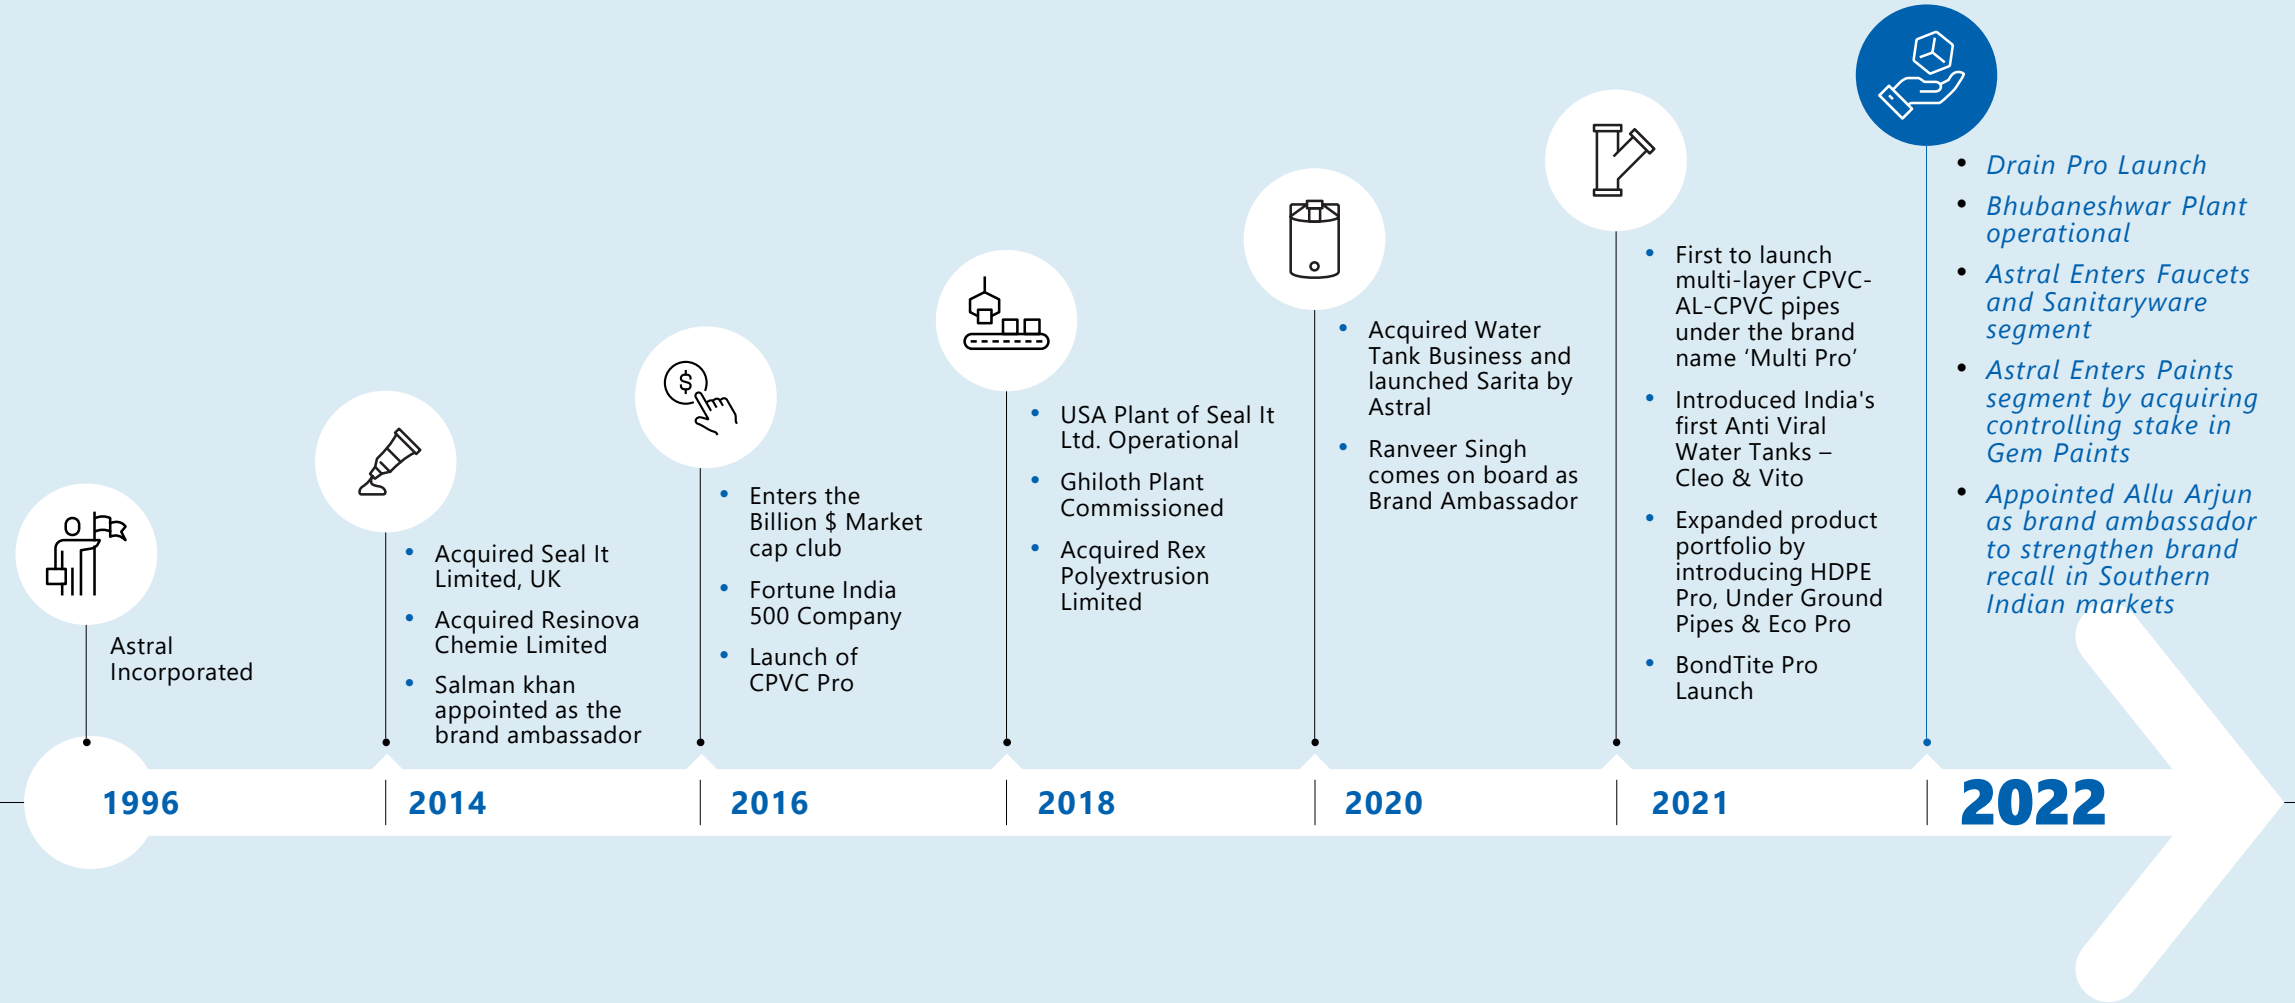 Astral
Incorporated
1996
• Acquired Seal It
Limited, UK
• Acquired Resinova
Chemie Limited
• Salman khan
appointed as the
brand ambassador
2014
• Enters the
Billion $ Market
cap club
• Fortune India
500 Company
• Launch of
CPVC Pro
2016
• USA Plant of Seal It
Ltd. Operational
• Ghiloth Plant
Commissioned
• Acquired Rex
Polyextrusion
Limited
2018
• Acquired Water
Tank Business and
launched Sarita by
Astral
• Ranveer Singh
comes on board as
Brand Ambassador
2020
• First to launch
multi-layer CPVC-
AL-CPVC pipes
under the brand
name ‘Multi Pro’
• Introduced India's
first Anti Viral
Water Tanks –
Cleo & Vito
• Expanded product
portfolio by
introducing HDPE
Pro, Under Ground
Pipes & Eco Pro
• BondTite Pro
Launch
2021
• Drain Pro Launch
• Bhubaneshwar Plant
operational
• Astral Enters Faucets
and Sanitaryware
segment
• Astral Enters Paints
segment by acquiring
controlling stake in
Gem Paints
• Appointed Allu Arjun
as brand ambassador
to strengthen brand
recall in Southern
Indian markets
2022